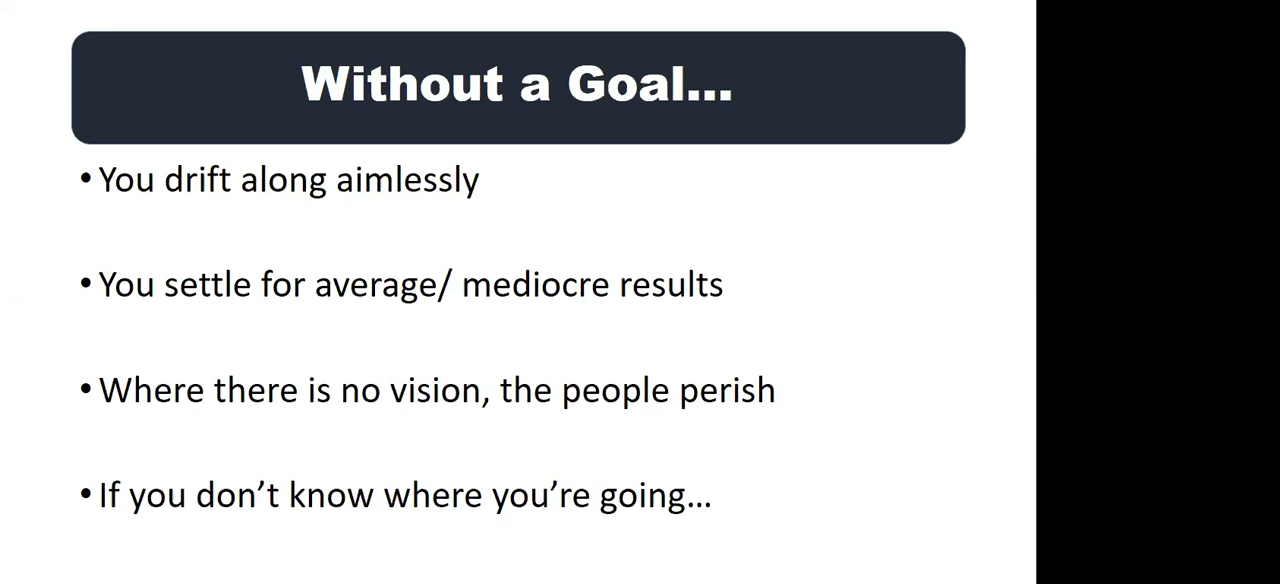 Without a Goal...
•You drift along aimlessly
•You settle for average/ mediocre results
•Where there is no vision, the people perish
•If you don’t know where you’re going…